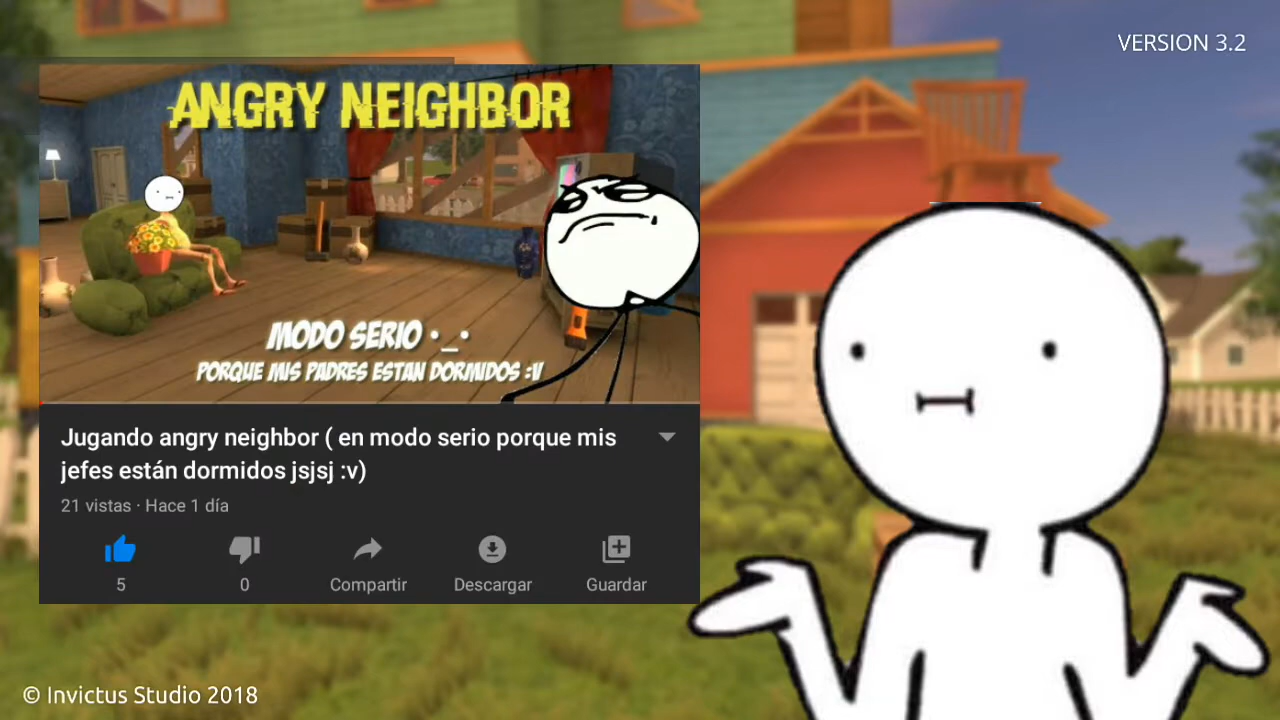 VERSION 3.2
ANGRY NEIGHBOR
MODO SERIO •_•
PORQUE MIS PADRES ESTAN DORMIDOS :V
Jugando angry neighbor ( en modo serio porque mis
jefes están dormidos jsjsj :v)
21 vistas · Hace 1 día
5
0
Compartir
Descargar
Guardar
© Invictus Studio 2018